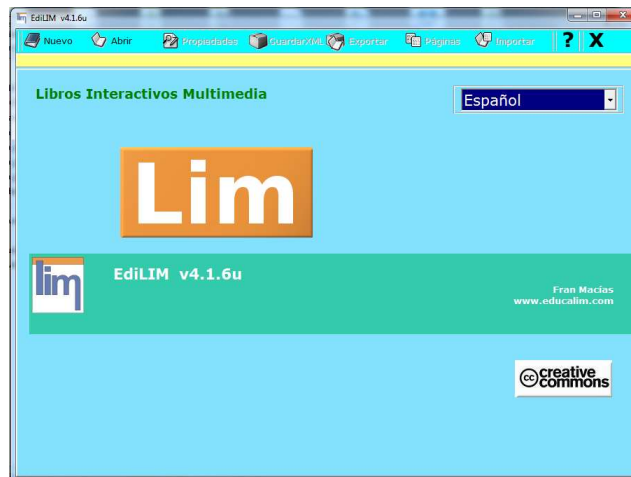 EdiLIM v4.1.6u
Nuevo Abrir Propiedades GuardarXML Exportar Páginas Importar ? X
Libros Interactivos Multimedia
Español
Lim
lim
EdiLIM v4.1.6u
Fran Macías
www.educalim.com
cc creative
commons